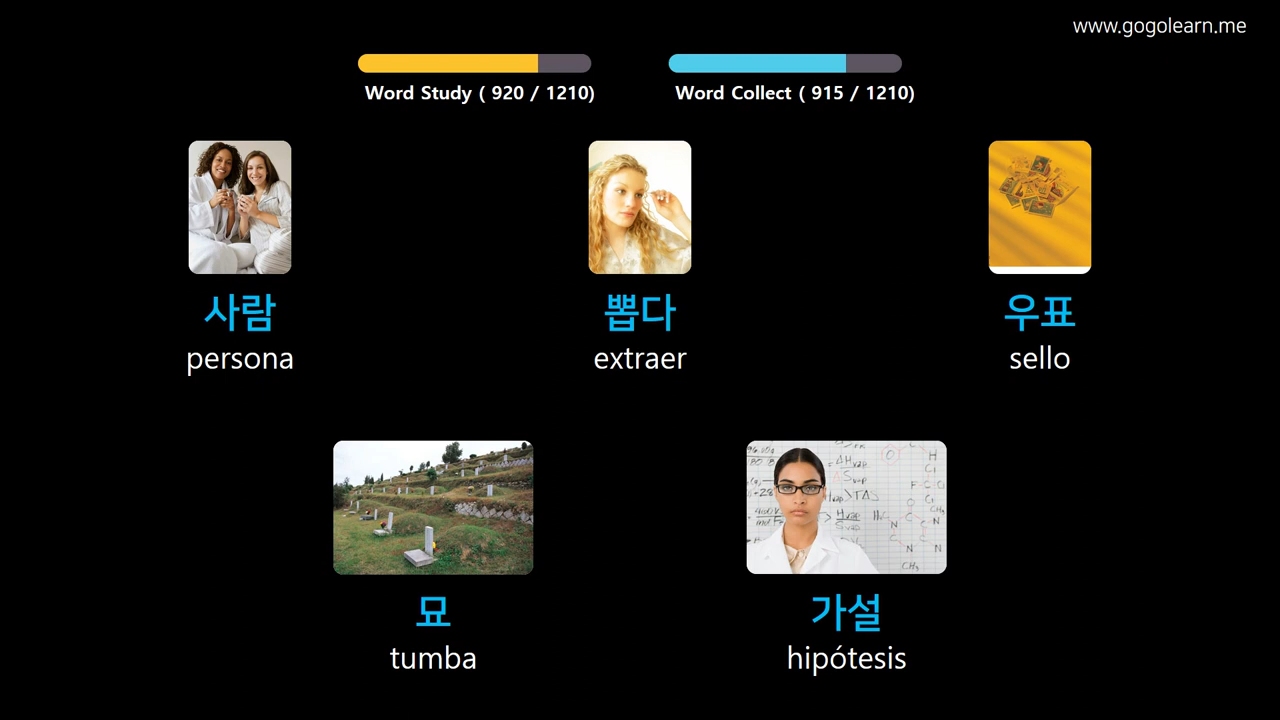 www.gogolearn.me
Word Study ( 920 / 1210)
Word Collect ( 915 / 1210)
사람
persona
뽑다
extraer
우표
sello
묘
tumba
가설
hipótesis